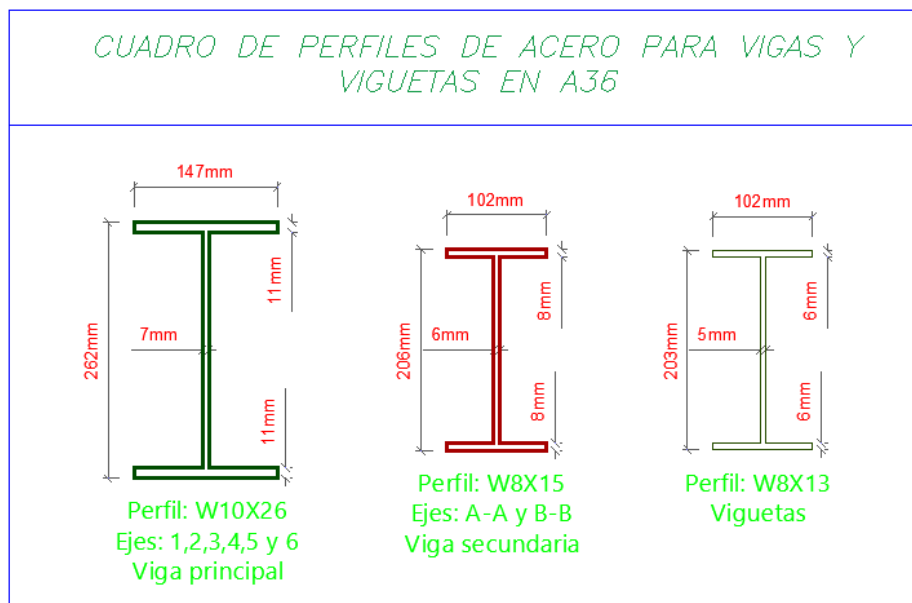 CUADRO DE PERFILES DE ACERO PARA VIGAS Y
VIGUETAS EN A36
147mm
262mm
7mm
11mm
11mm
Perfil: W10X26
Ejes: 1,2,3,4,5 y 6
Viga principal
102mm
206mm
6mm
8mm
8mm
Perfil: W8X15
Ejes: A-A y B-B
Viga secundaria
102mm
203mm
5mm
6mm
6mm
Perfil: W8X13
Viguetas